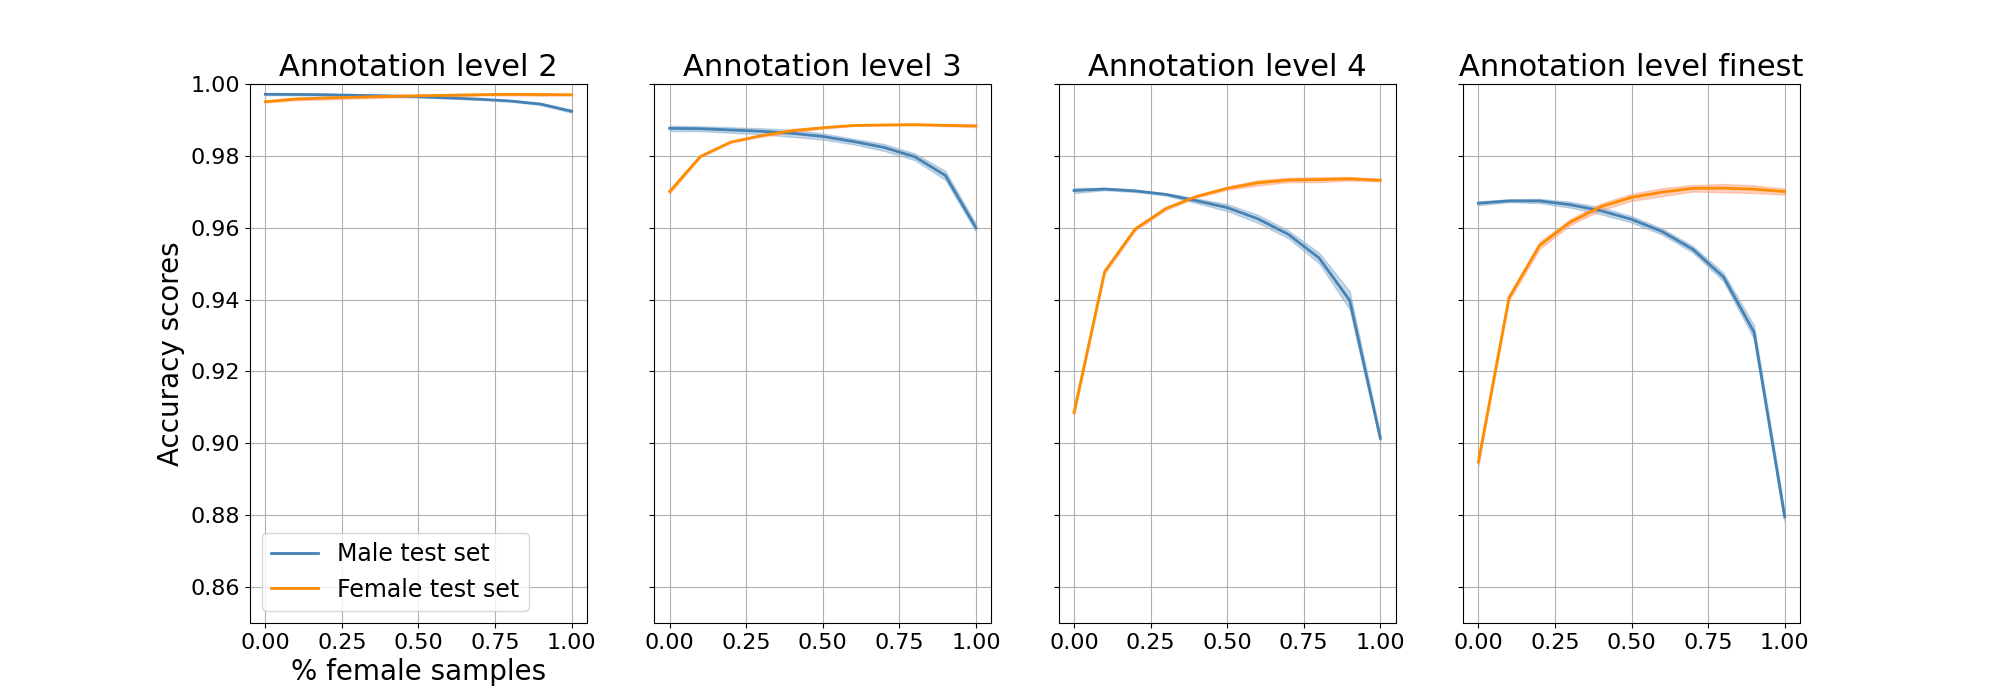 Annotation level 2
Annotation level 3
Annotation level 4
Annotation level finest
Accuracy scores
1.00
0.98
0.96
0.94
0.92
0.90
0.88
0.86
Male test set
Female test set
0.00 0.25 0.50 0.75 1.00
0.00 0.25 0.50 0.75 1.00
0.00 0.25 0.50 0.75 1.00
0.00 0.25 0.50 0.75 1.00
% female samples